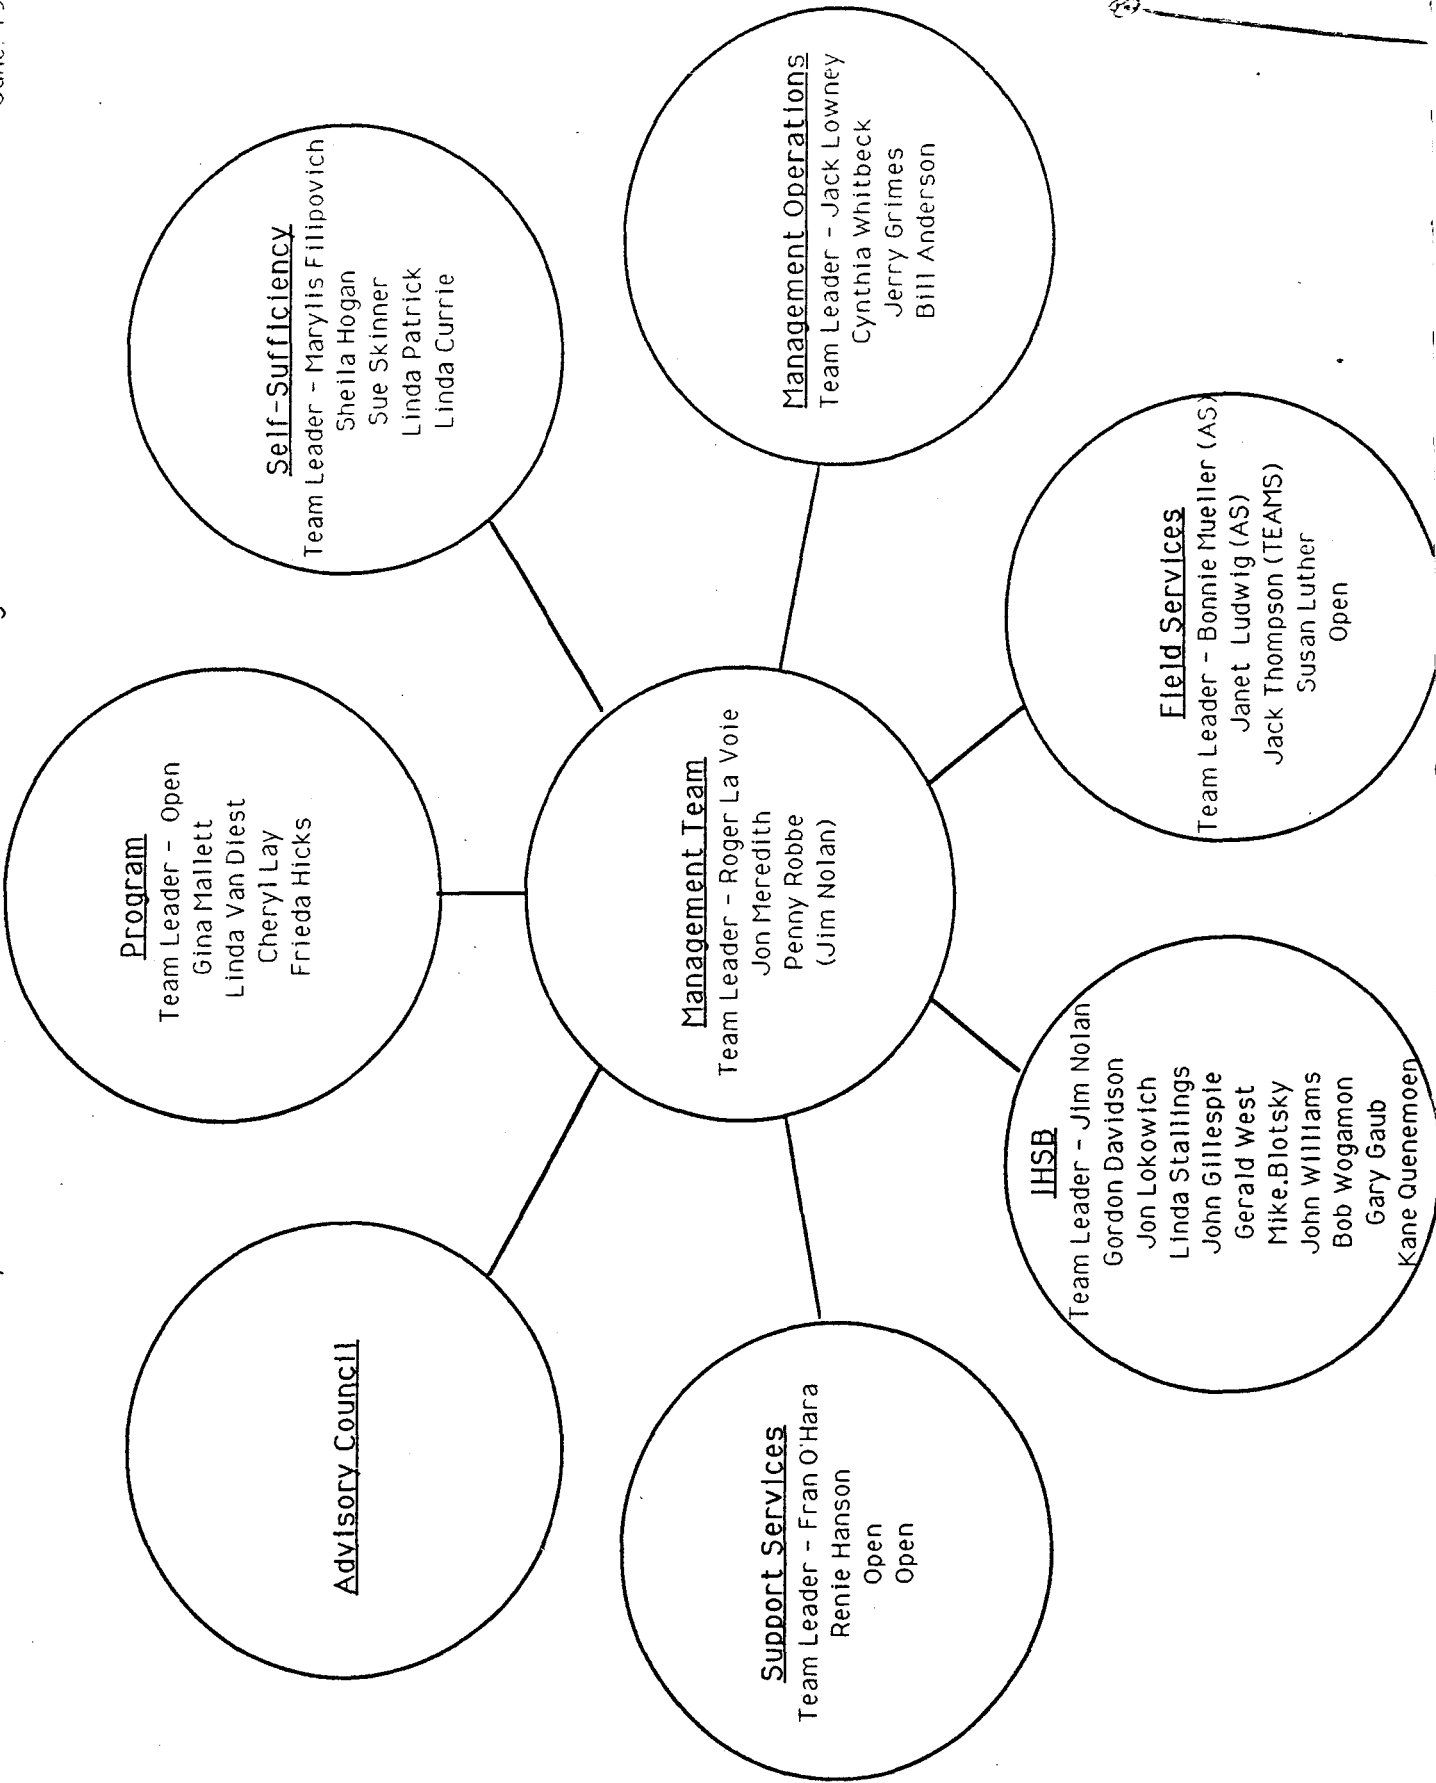 Program
Team Leader - Open
Gina Mallett
Linda Van Diest
Cheryl Lay
Frieda Hicks
Advisory Council
Self-Sufficiency
Team Leader - Marylis Filipovich
Sheila Hogan
Sue Skinner
Linda Patrick
Linda Currie
Management Team
Team Leader - Roger La Voie
Jon Meredith
Penny Robbe
(Jim Nolan)
Support Services
Team Leader - Fran O'Hara
Renie Hanson
Open
Open
Management Operations
Team Leader - Jack Lowney
Cynthia Whitbeck
Jerry Grimes
Bill Anderson
IHSB
Team Leader - Jim Nolan
Gordon Davidson
Jon Lokowich
Linda Stallings
John Gillespie
Gerald West
Mike.Blotsky
John Williams
Bob Wogamon
Gary Gaub
Kane Quenemoen
Field Services
Team Leader - Bonnie Mueller (AS)
Janet Ludwig (AS)
Jack Thompson (TEAMS)
Susan Luther
Open